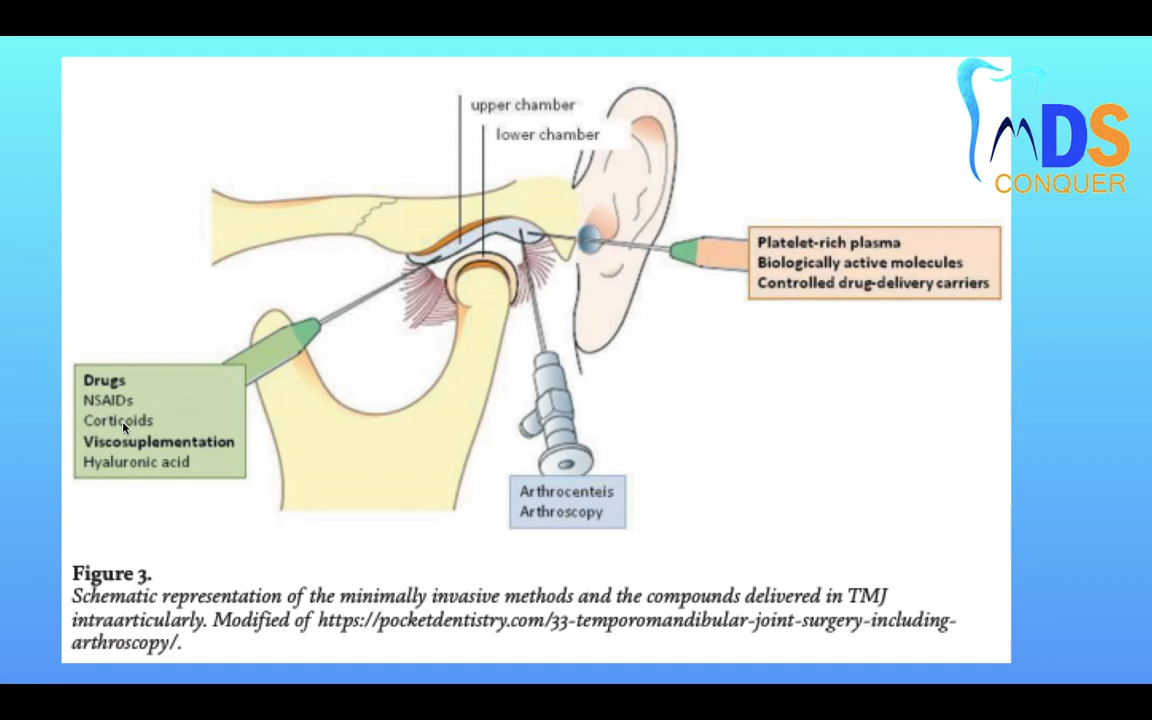 upper chamber
lower chamber
MDS
CONQUER
Platelet-rich plasma
Biologically active molecules
Controlled drug-delivery carriers
Drugs
NSAIDs
Corticoids
Viscosuplementation
Hyaluronic acid
Arthrocenteis
Arthroscopy
Figure 3.
Schematic representation of the minimally invasive methods and the compounds delivered in TMJ
intraarticularly. Modified of https://pocketdentistry.com/33-temporomandibular-joint-surgery-including-
arthroscopy/.